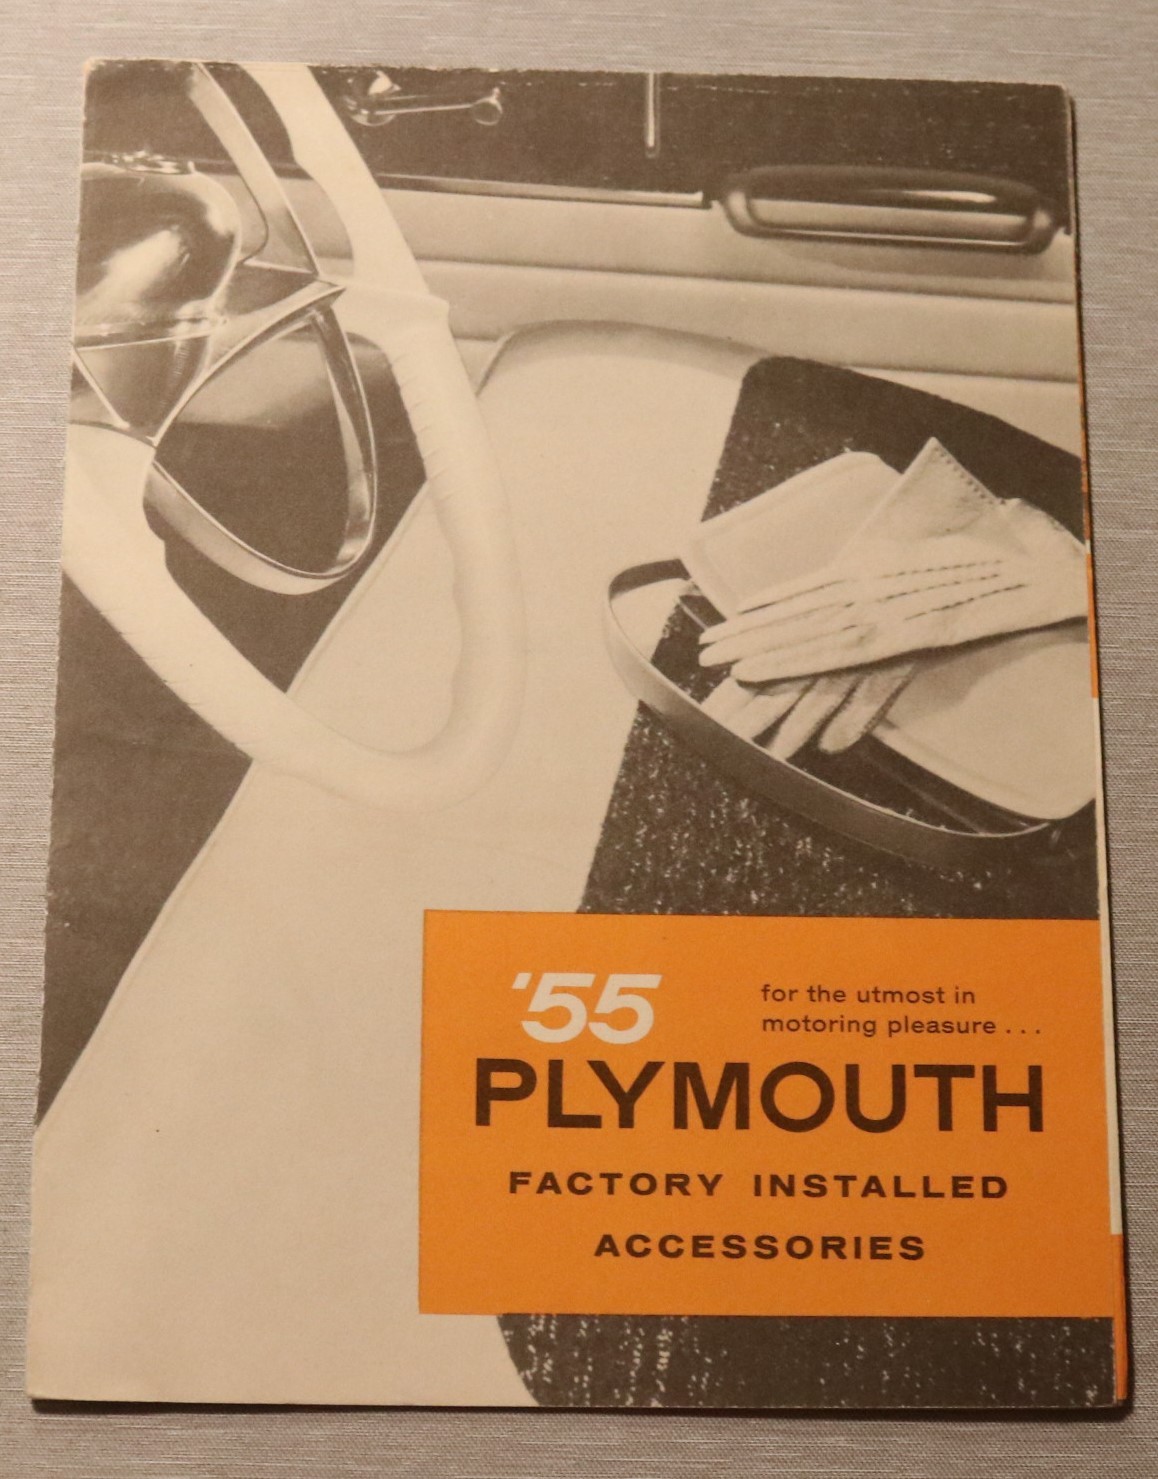 '55
for the utmost in
motoring pleasure . . .
PLYMOUTH
FACTORY INSTALLED
ACCESSORIES